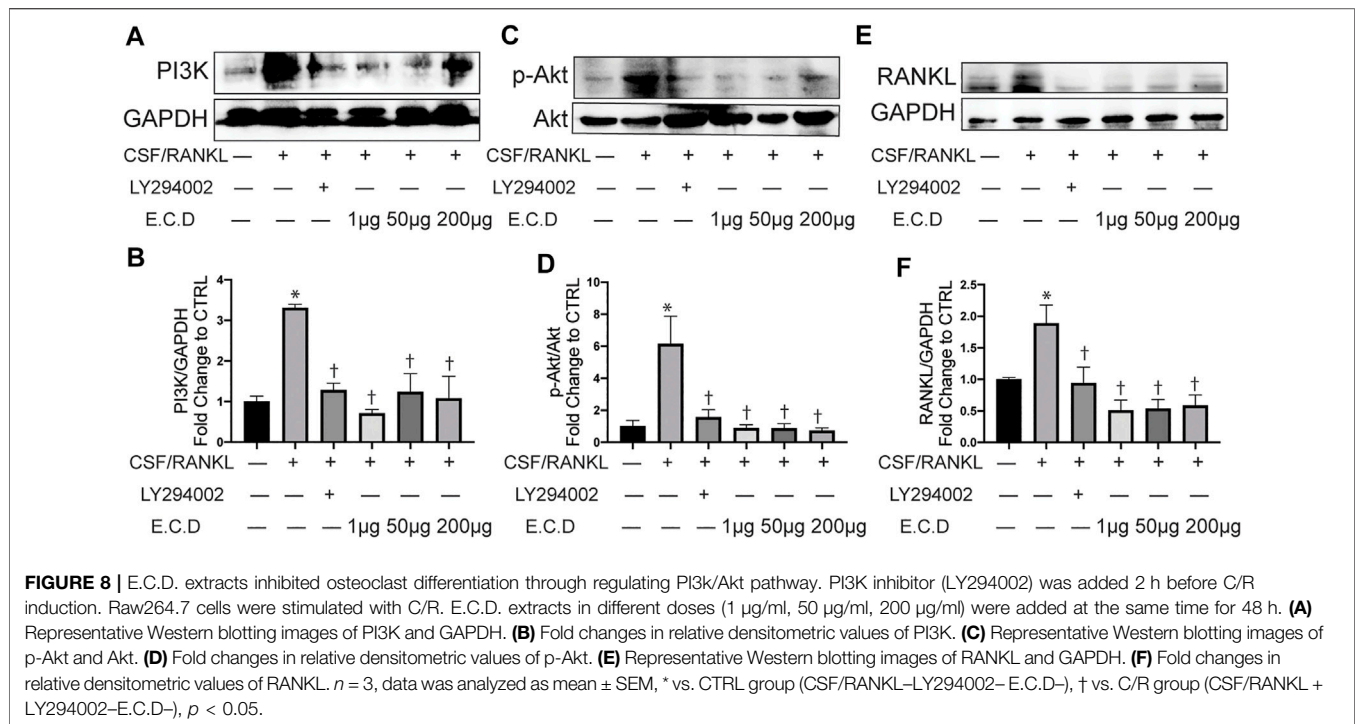 A
PI3K
GAPDH
CSF/RANKL — + + + + +
LY294002 — — + — — —
E.C.D — — — 1μg 50μg 200μg
C
p-Akt
Akt
CSF/RANKL — + + + + +
LY294002 — — + — — —
E.C.D — — — 1μg 50μg 200μg
E
RANKL
GAPDH
CSF/RANKL — + + + + +
LY294002 — — + — — —
E.C.D — — — 1μg 50μg 200μg
B
PI3K/GAPDH
Fold Change to CTRL
4
3
2
1
0
* † † † †
CSF/RANKL — + + + + +
LY294002 — — + — — —
E.C.D — — — 1μg 50μg 200μg
D
p-Akt/Akt
Fold Change to CTRL
10
8
6
4
2
0
* † † † †
CSF/RANKL — + + + + +
LY294002 — — + — — —
E.C.D — — — 1μg 50μg 200μg
F
RANKL/GAPDH
Fold Change to CTRL
2.5
2.0
1.5
1.0
0.5
0.0
* † † † †
CSF/RANKL — + + + + +
LY294002 — — + — — —
E.C.D — — — 1μg 50μg 200μg
FIGURE 8 | E.C.D. extracts inhibited osteoclast differentiation through regulating PI3k/Akt pathway. PI3K inhibitor (LY294002) was added 2 h before C/R
induction. Raw264.7 cells were stimulated with C/R. E.C.D. extracts in different doses (1 μg/ml, 50 μg/ml, 200 μg/ml) were added at the same time for 48 h. (A)
Representative Western blotting images of PI3K and GAPDH. (B) Fold changes in relative densitometric values of PI3K. (C) Representative Western blotting images of
p-Akt and Akt. (D) Fold changes in relative densitometric values of p-Akt. (E) Representative Western blotting images of RANKL and GAPDH. (F) Fold changes in
relative densitometric values of RANKL. n = 3, data was analyzed as mean ± SEM, * vs. CTRL group (CSF/RANKL–LY294002– E.C.D–), † vs. C/R group (CSF/RANKL +
LY294002–E.C.D–), p < 0.05.